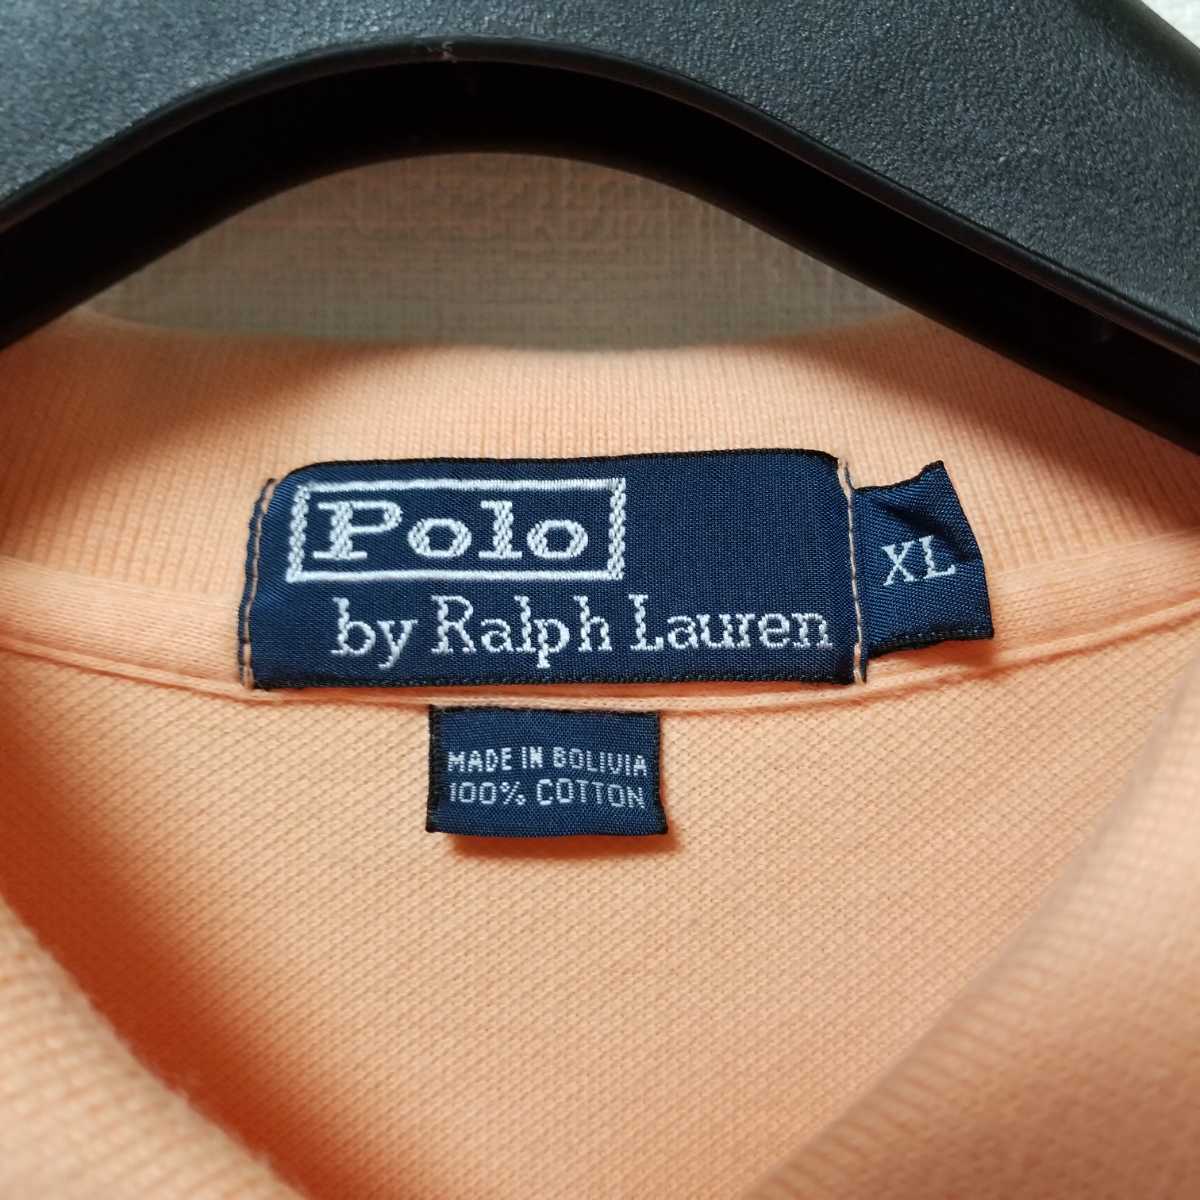 Polo
by Ralph Lauren
XL
MADE IN BOLIVIA
100% COTTON